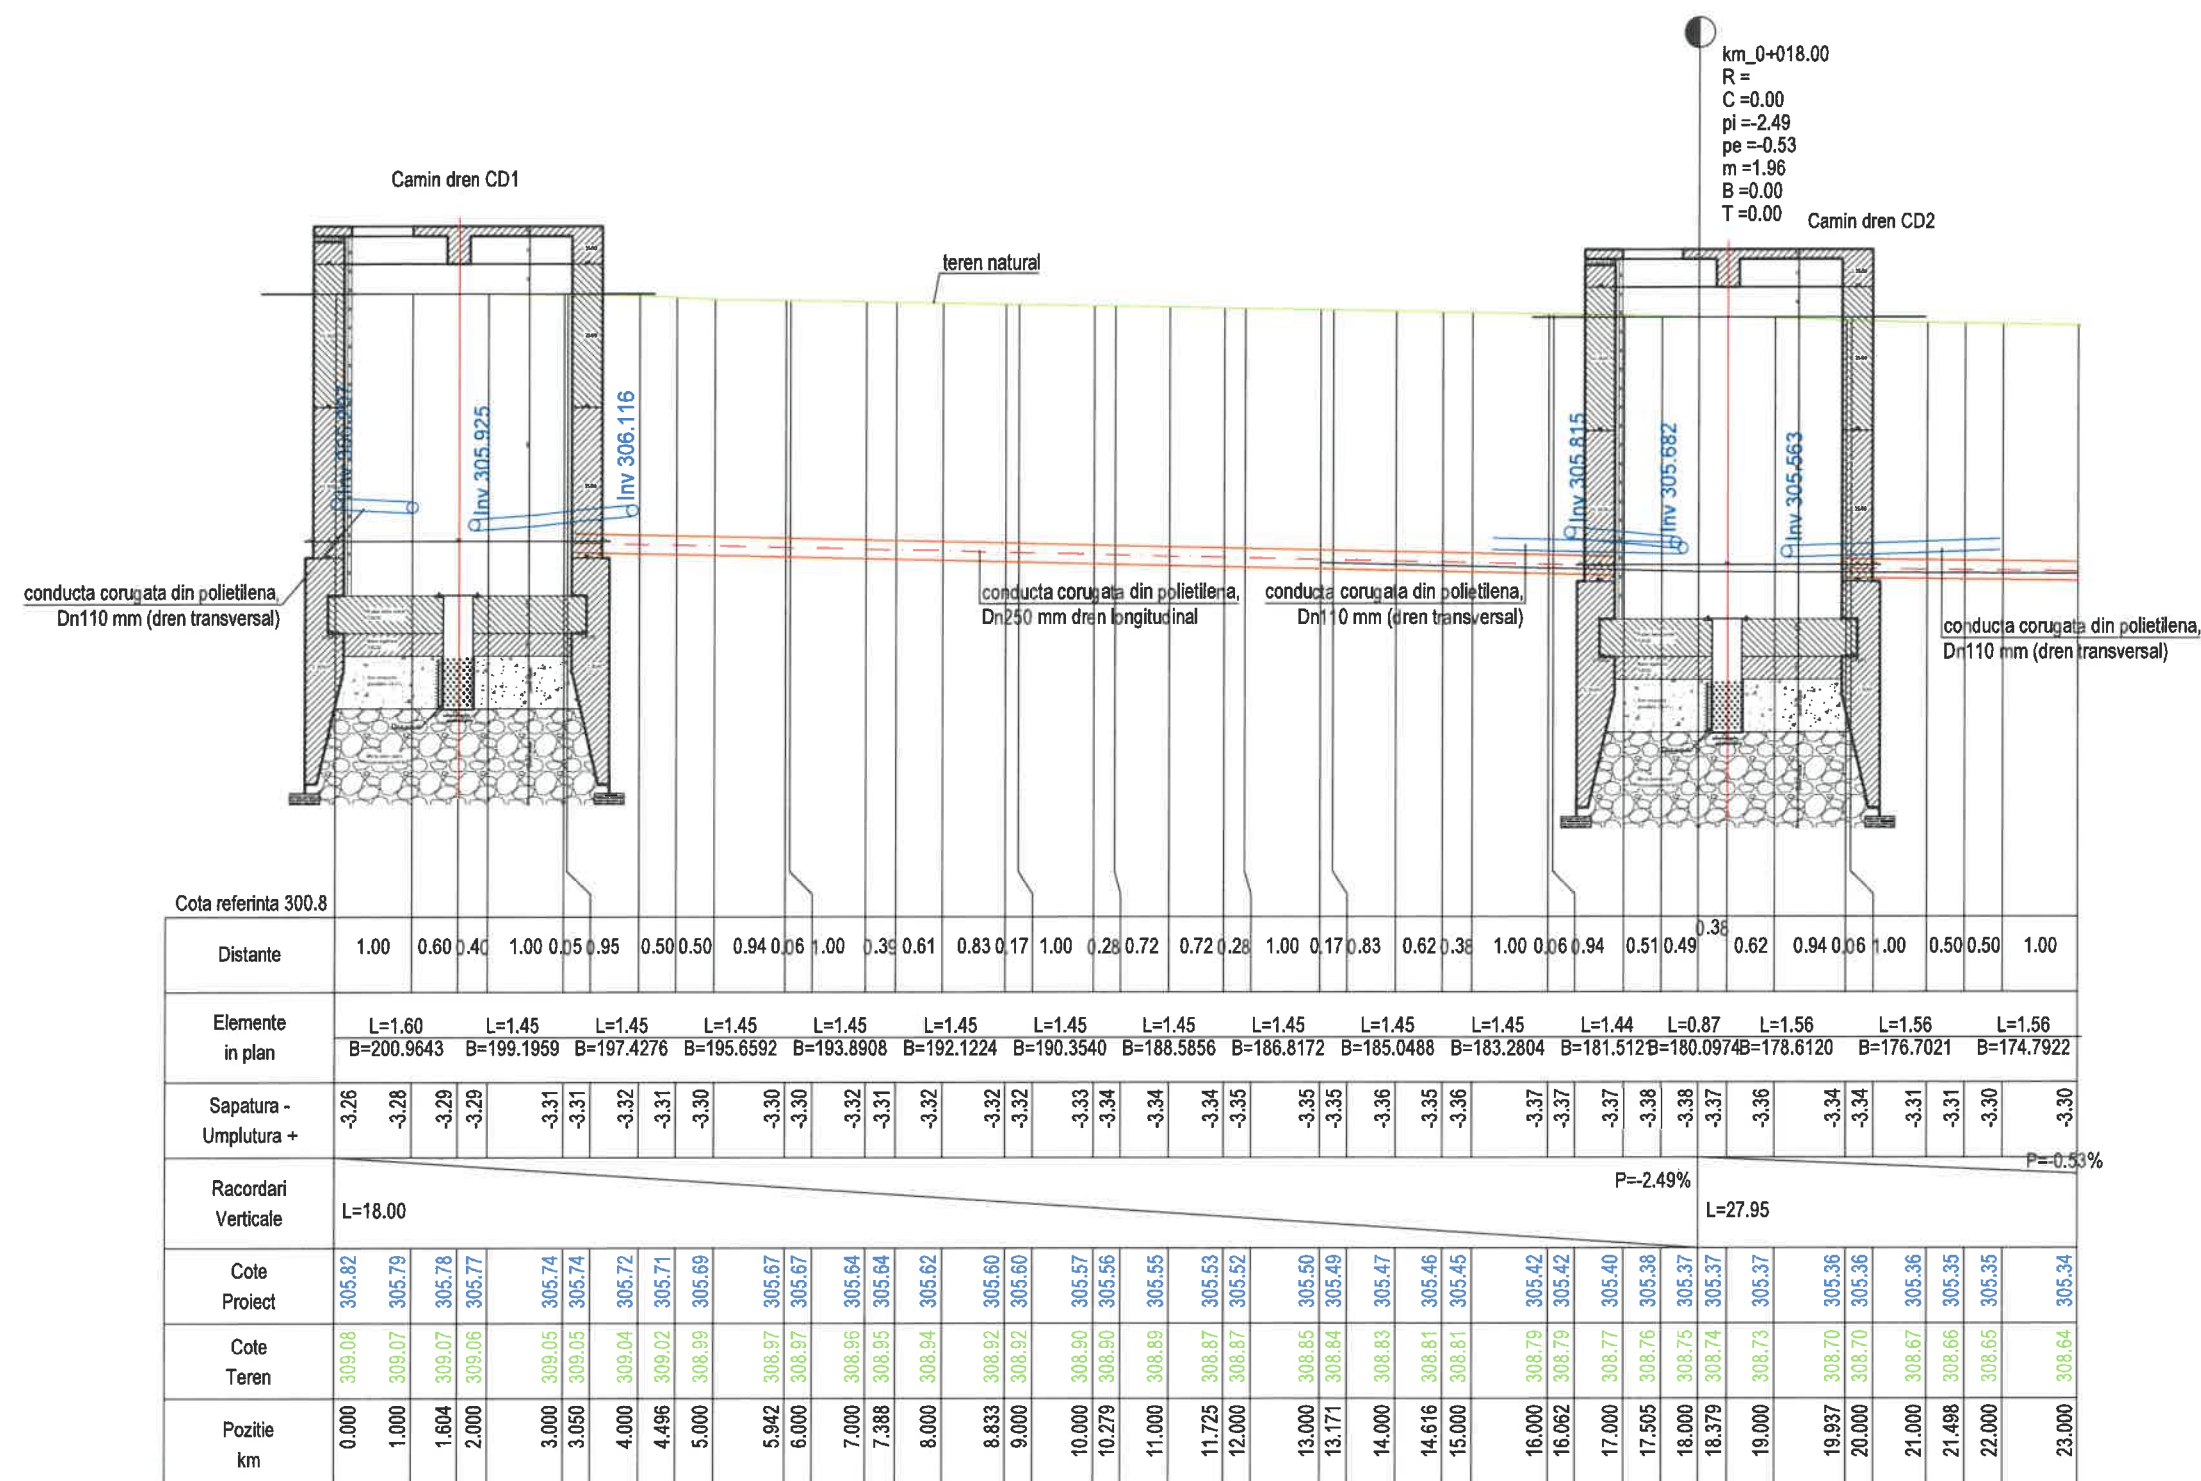 km_0+018.00
R =
C =0.00
pi =-2.49
pe =-0.53
m =1.96
B =0.00
T =0.00
Camin dren CD1
Camin dren CD2
teren natural
Inv 305.925
Inv 306.116
Inv 305.815
Inv 305.682
Inv 305.563
conducta corugata din polietilena,
Dn110 mm (dren transversal)
conducta corugata din polietilena,
Dn250 mm dren longitudinal
conducta corugata din polietilena,
Dn110 mm (dren transversal)
conducta corugata din polietilena,
Dn110 mm (dren transversal)
Cota referinta 300.8
Distante 1.00 0.60 0.40 1.00 0.05 0.95 0.50 0.50 0.94 0.06 1.00 0.39 0.61 0.83 0.17 1.00 0.28 0.72 0.72 0.28 1.00 0.17 0.83 0.62 0.38 1.00 0.06 0.94 0.51 0.49 0.38 0.62 0.94 0.06 1.00 0.50 0.50 1.00
Elemente
in plan
L=1.60 L=1.45 L=1.45 L=1.45 L=1.45 L=1.45 L=1.45 L=1.45 L=1.45 L=1.45 L=1.45 L=1.44 L=0.87 L=1.56 L=1.56 L=1.56
B=200.9643 B=199.1959 B=197.4276 B=195.6592 B=193.8908 B=192.1224 B=190.3540 B=188.5856 B=186.8172 B=185.0488 B=183.2804 B=181.5121 B=180.0974 B=178.6120 B=176.7021 B=174.7922
Sapatura -
Umplutura +
-3.26 -3.28 -3.29 -3.29 -3.31 -3.31 -3.32 -3.31 -3.30 -3.30 -3.30 -3.32 -3.31 -3.32 -3.32 -3.32 -3.33 -3.34 -3.34 -3.34 -3.35 -3.35 -3.35 -3.36 -3.35 -3.36 -3.37 -3.37 -3.37 -3.38 -3.38 -3.37 -3.36 -3.34 -3.34 -3.31 -3.31 -3.30 -3.30
Racordari
Verticale
L=18.00
P=-2.49%
L=27.95
P=-0.53%
Cote
Proiect
305.82 305.79 305.78 305.77 305.74 305.74 305.72 305.71 305.69 305.67 305.67 305.64 305.64 305.62 305.60 305.60 305.57 305.56 305.55 305.53 305.52 305.50 305.49 305.47 305.46 305.45 305.42 305.42 305.40 305.38 305.37 305.37 305.37 305.36 305.36 305.36 305.35 305.35 305.34
Cote
Teren
309.08 309.07 309.07 309.06 309.05 309.05 309.04 309.02 308.99 308.97 308.97 308.96 308.95 308.94 308.92 308.92 308.90 308.90 308.89 308.87 308.87 308.85 308.84 308.83 308.81 308.81 308.79 308.79 308.77 308.76 308.75 308.74 308.73 308.70 308.70 308.67 308.66 308.65 308.64
Pozitie
km
0.000 1.000 1.604 2.000 3.000 3.050 4.000 4.496 5.000 5.942 6.000 7.000 7.388 8.000 8.833 9.000 10.000 10.279 11.000 11.725 12.000 13.000 13.171 14.000 14.616 15.000 16.000 16.062 17.000 17.505 18.000 18.379 19.000 19.937 20.000 21.000 21.498 22.000 23.000